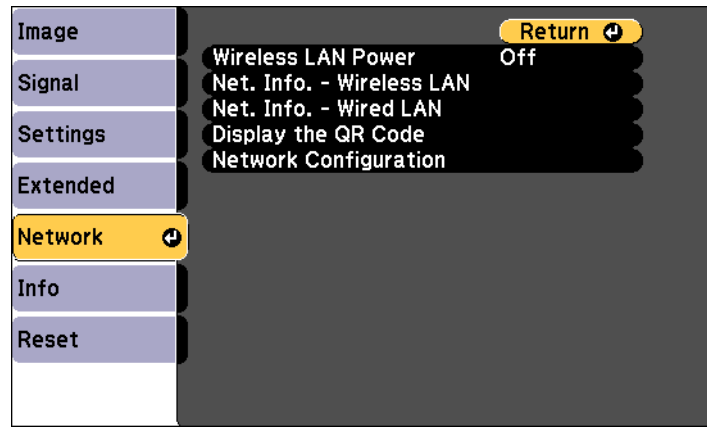 Image
Signal
Settings
Extended
Network
Info
Reset
Return
Wireless LAN Power Off
Net. Info. - Wireless LAN
Net. Info. - Wired LAN
Display the QR Code
Network Configuration